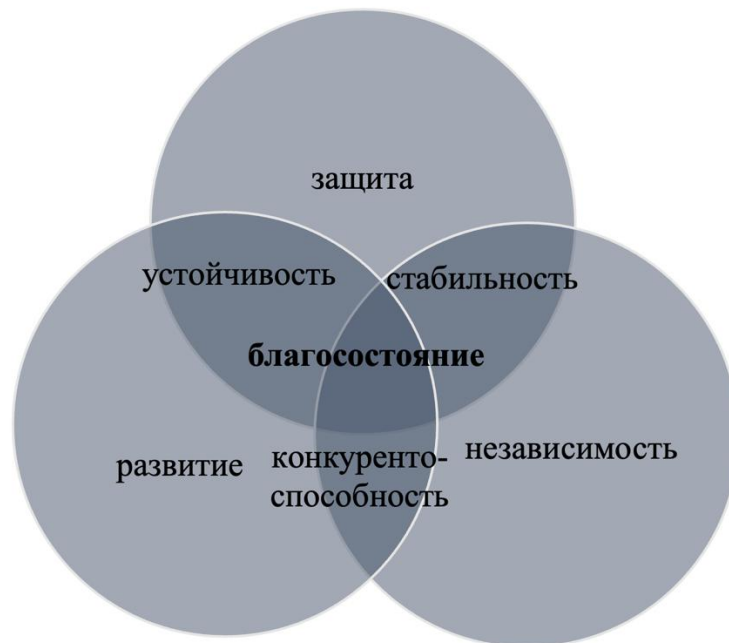 защита
устойчивость
стабильность
благосостояние
развитие
конкуренто-
способность
независимость